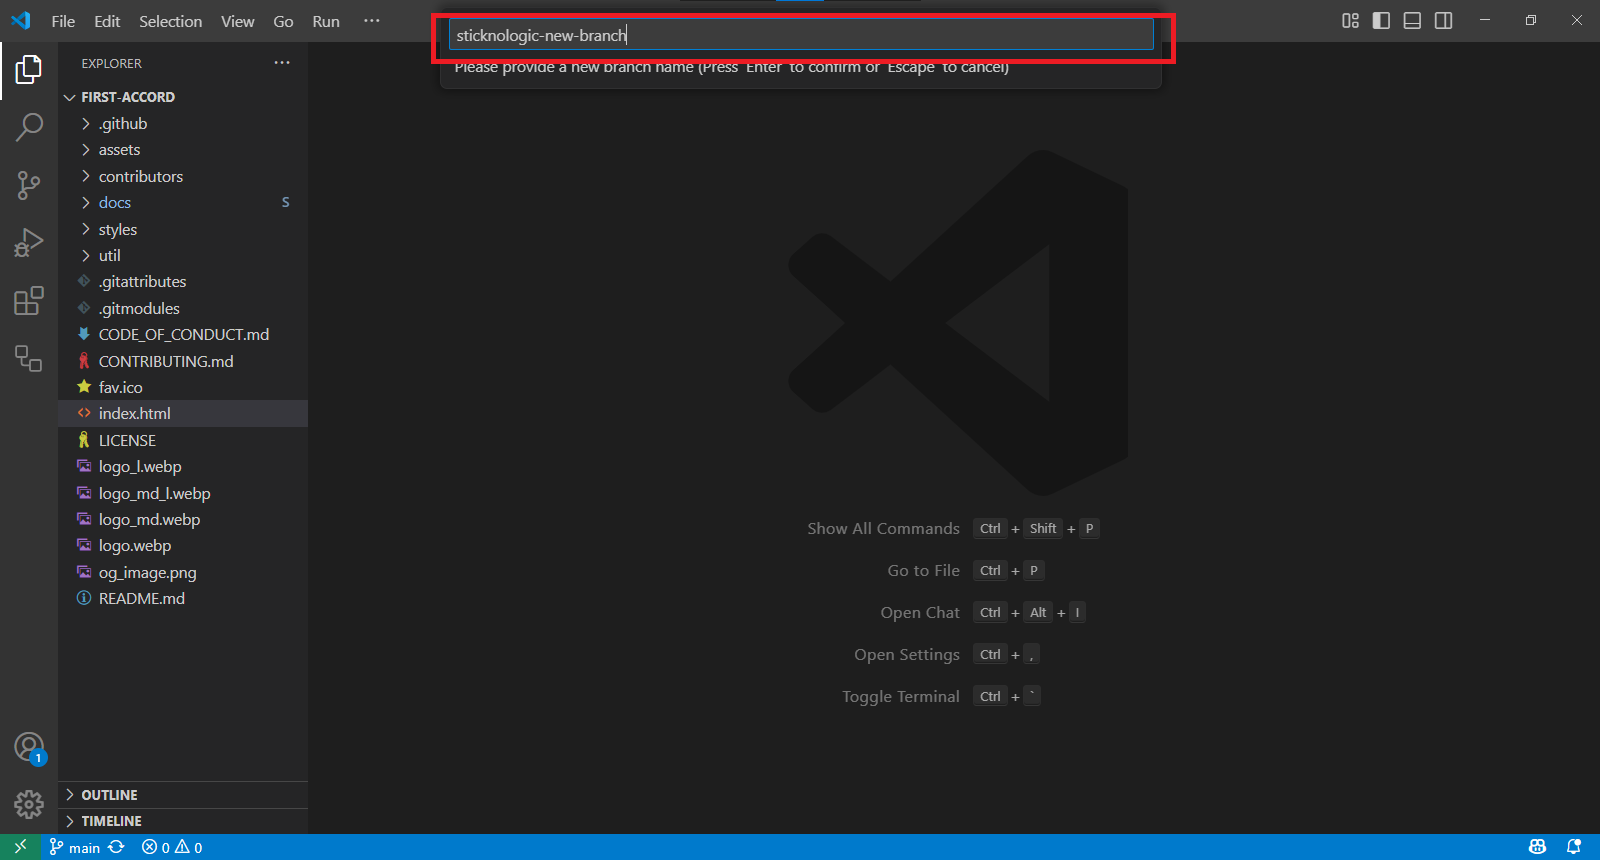 File Edit Selection View Go Run ···
sticknologic-new-branch
Please provide a new branch name (Press 'Enter' to confirm or 'Escape' to cancel)
EXPLORER ···
FIRST-ACCORD
.github
assets
contributors
docs S
styles
util
.gitattributes
.gitmodules
CODE_OF_CONDUCT.md
CONTRIBUTING.md
fav.ico
index.html
LICENSE
logo_l.webp
logo_md_l.webp
logo_md.webp
logo.webp
og_image.png
README.md
Show All Commands Ctrl + Shift + P
Go to File Ctrl + P
Open Chat Ctrl + Alt + I
Open Settings Ctrl + ,
Toggle Terminal Ctrl + `
1
OUTLINE
TIMELINE
main 0 0